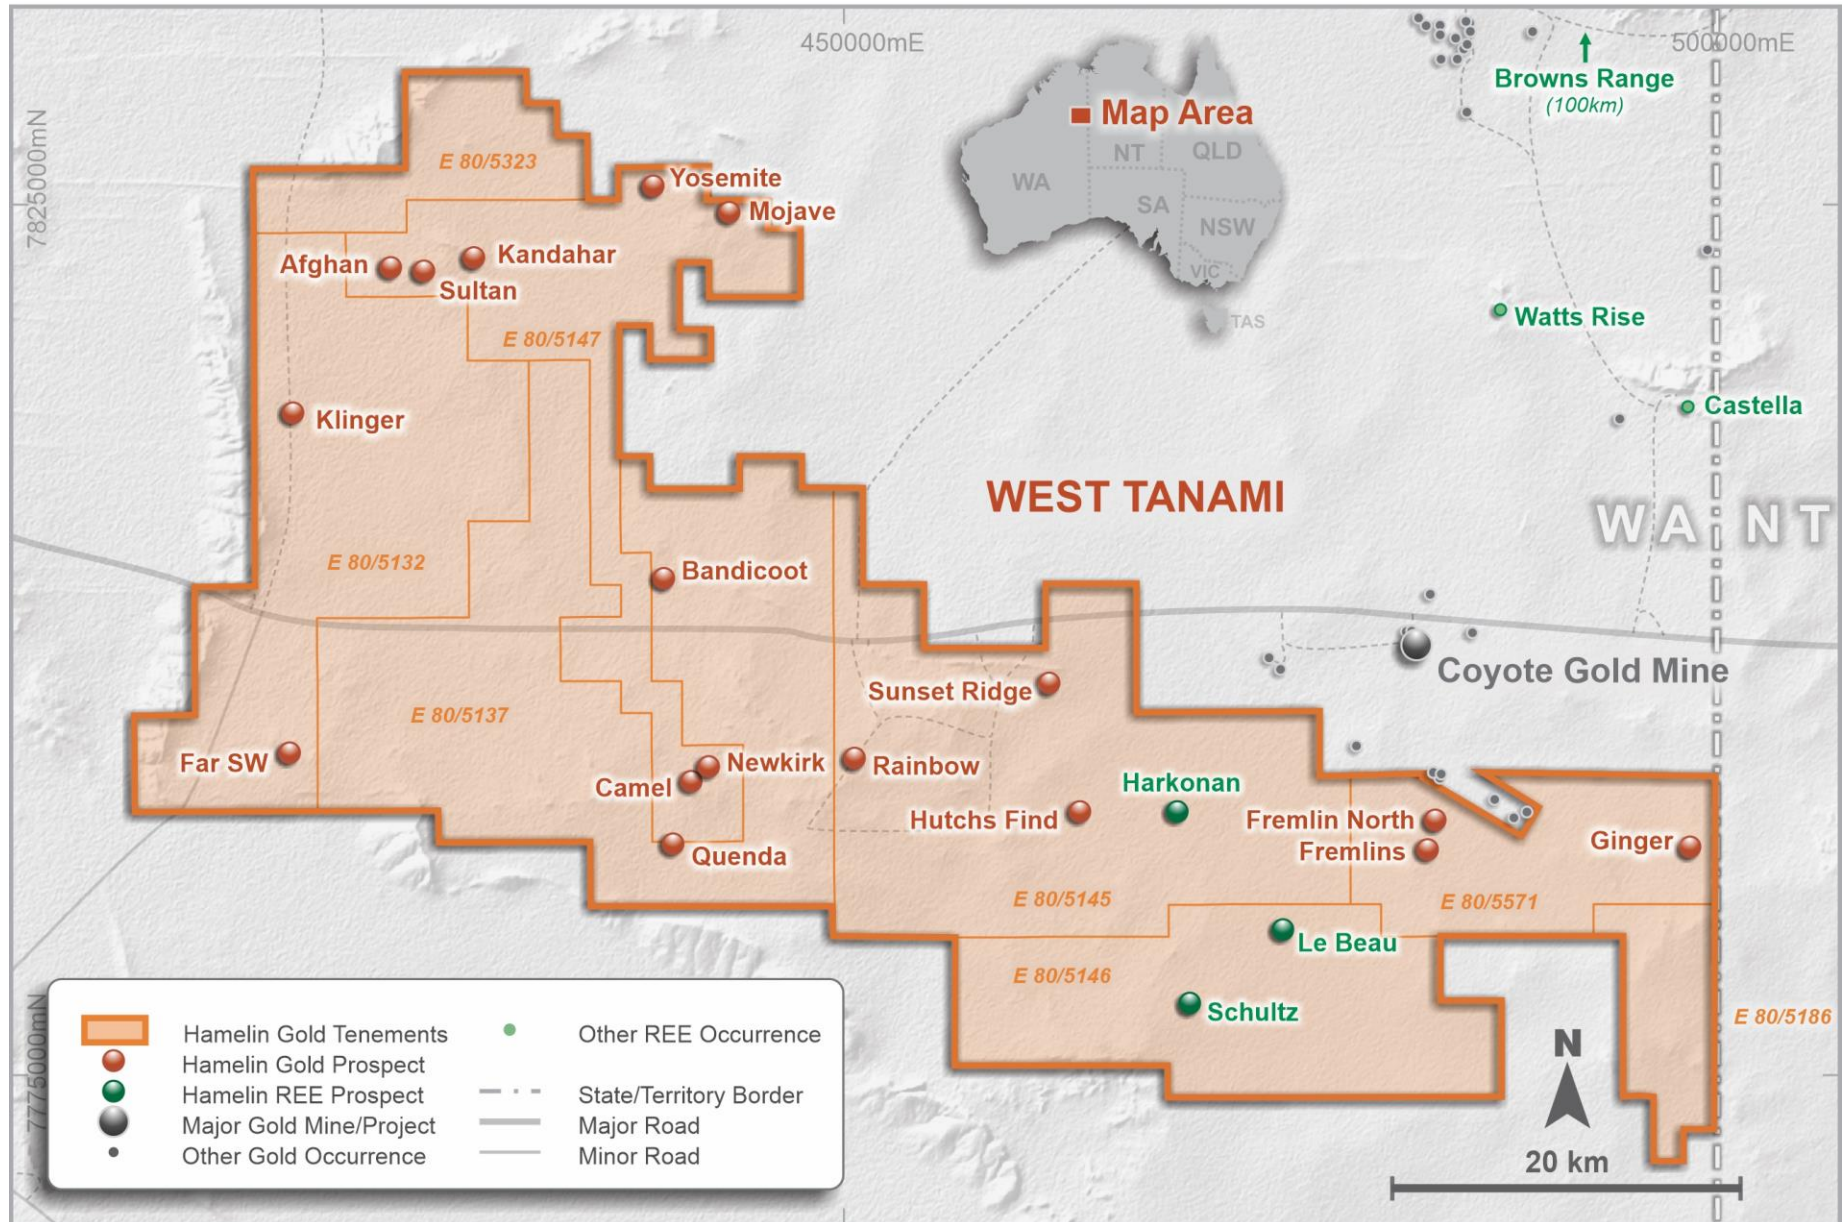 450000mE
500000mE
7825000mN
7775000mN
Browns Range
(100km)
Map Area
NT
QLD
WA
SA
NSW
VIC
TAS
E 80/5323
Yosemite
Mojave
Afghan
Kandahar
Sultan
E 80/5147
Watts Rise
Castella
Klinger
WEST TANAMI
WA NT
E 80/5132
Bandicoot
Coyote Gold Mine
Sunset Ridge
E 80/5137
Far SW
Newkirk
Camel
Rainbow
Harkonan
Hutchs Find
Fremlin North
Fremlins
Ginger
Quenda
E 80/5145
E 80/5571
Le Beau
E 80/5146
Schultz
E 80/5186
N
20 km
Hamelin Gold Tenements
Hamelin Gold Prospect
Hamelin REE Prospect
Major Gold Mine/Project
Other Gold Occurrence
Other REE Occurrence
State/Territory Border
Major Road
Minor Road